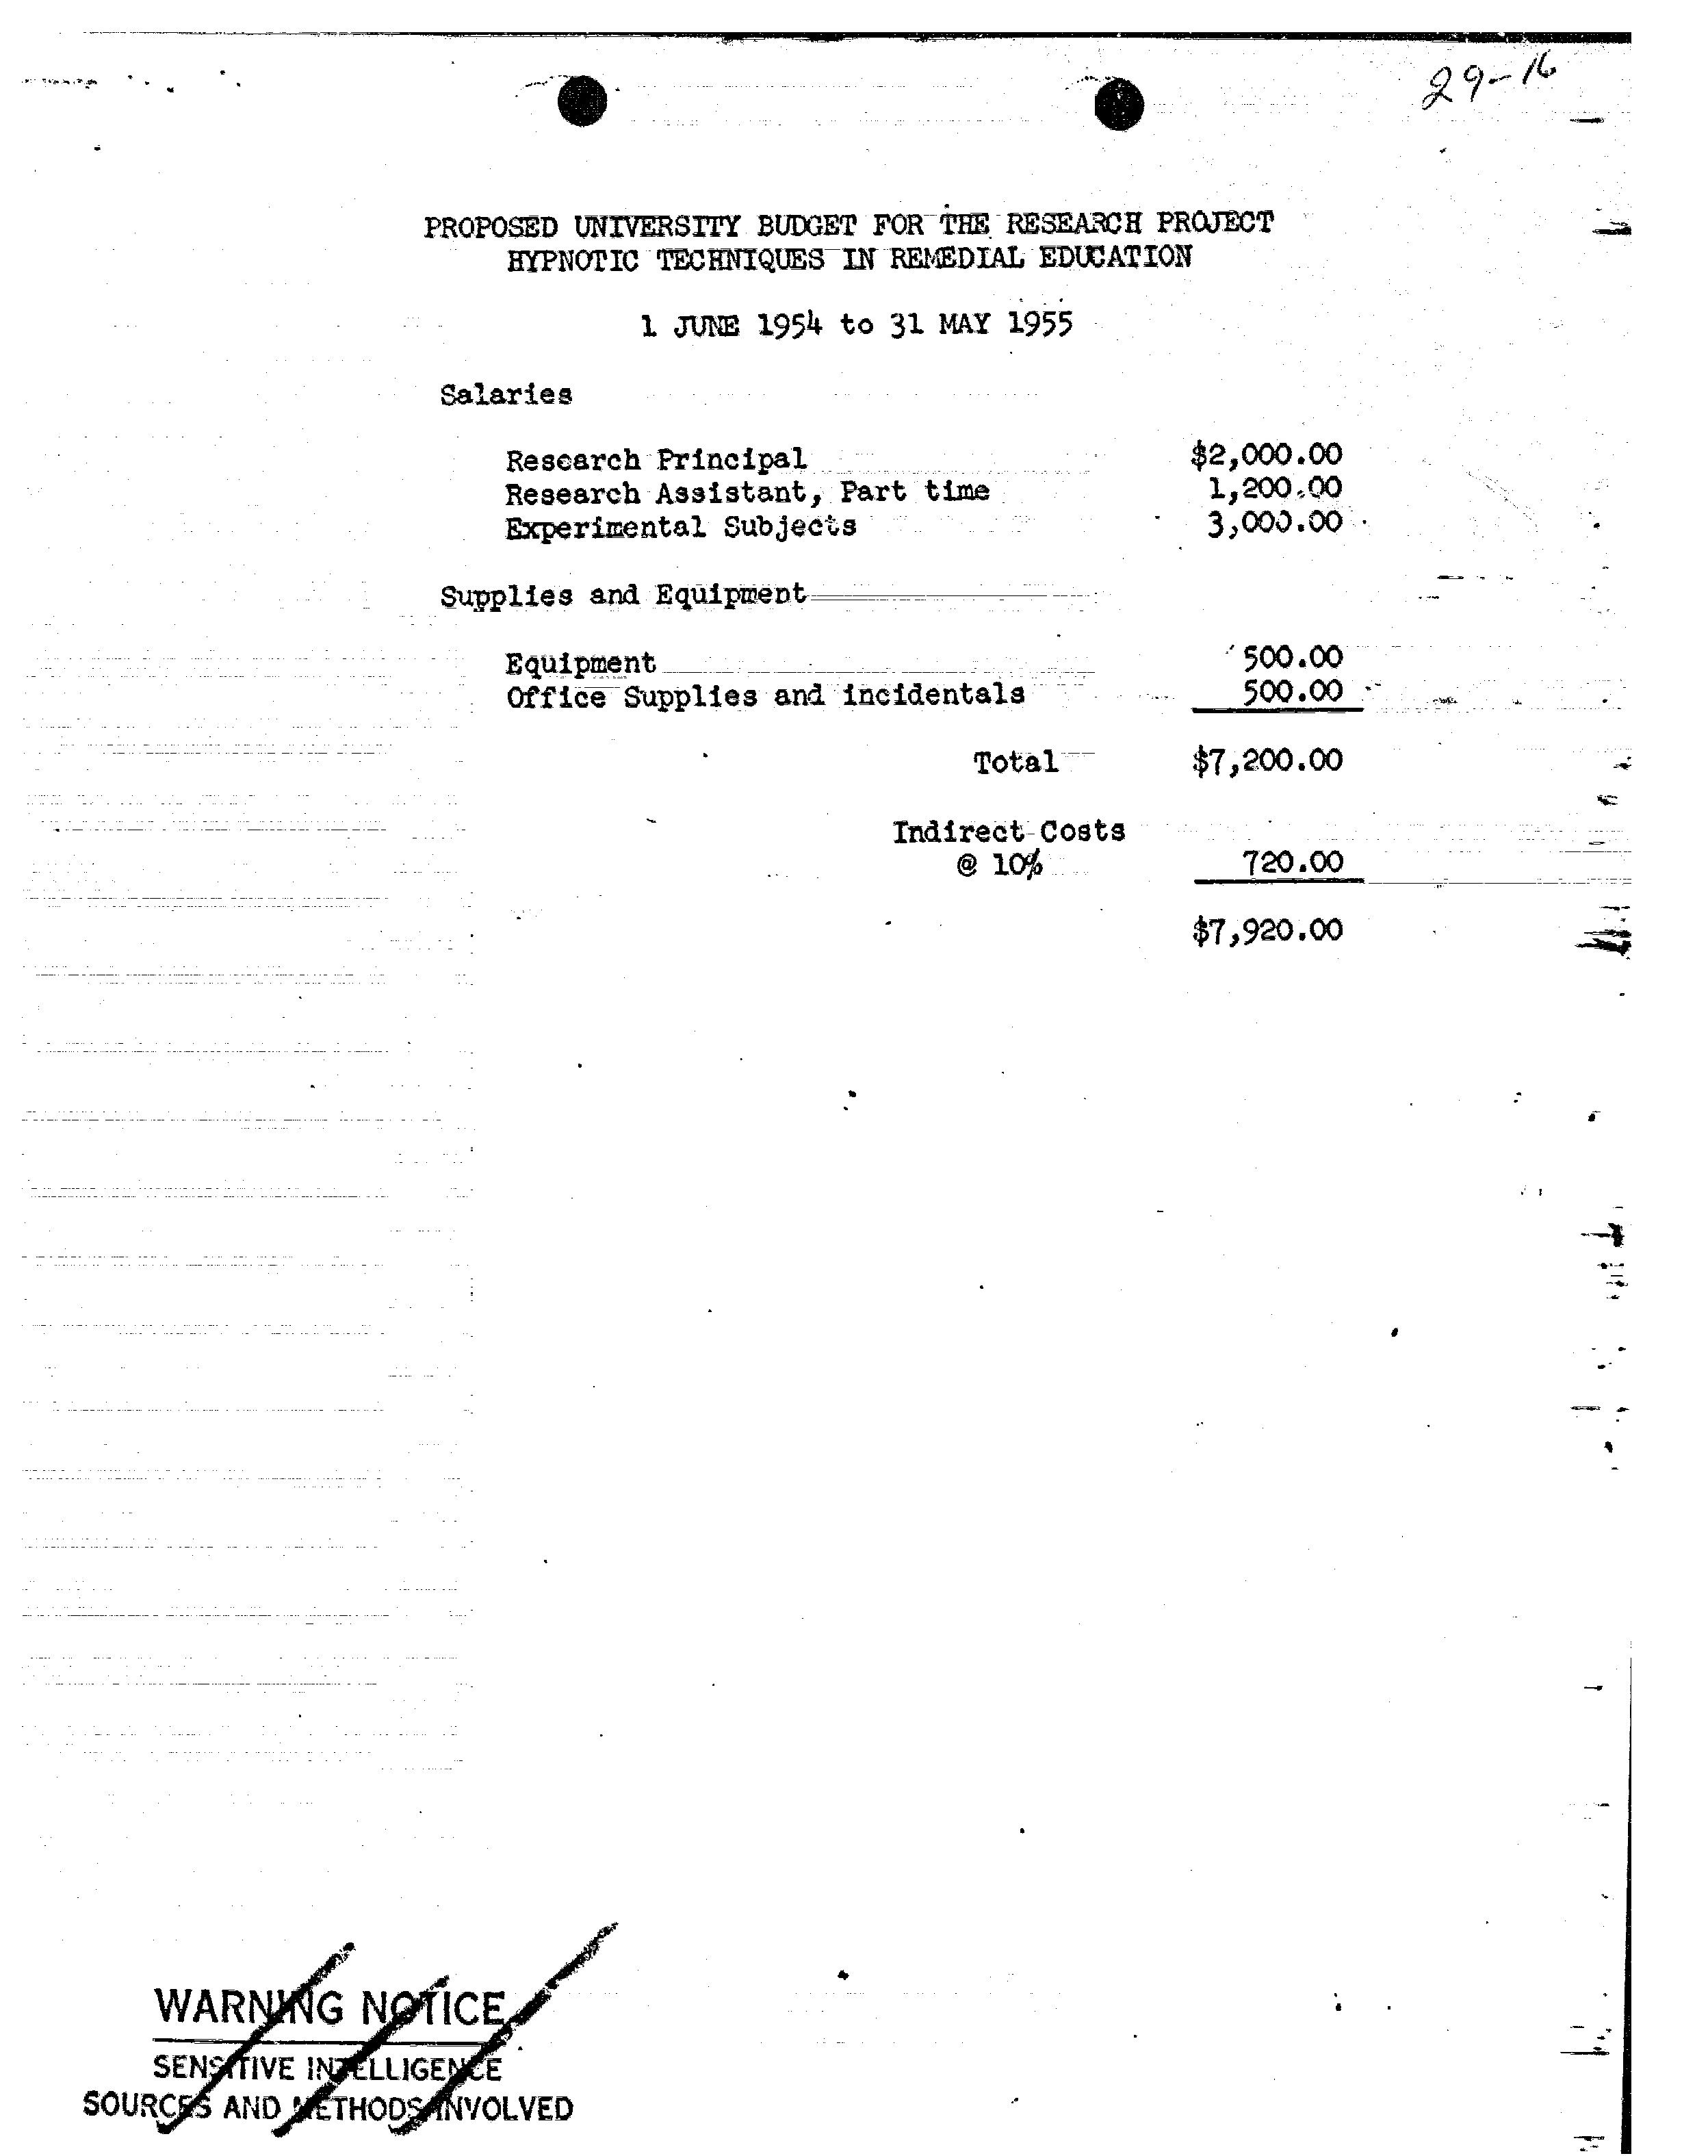 29-16
PROPOSED UNIVERSITY BUDGET FOR THE RESEARCH PROJECT
HYPNOTIC TECHNIQUES IN REMEDIAL EDUCATION
1 JUNE 1954 to 31 MAY 1955
Salaries
Research Principal $2,000.00
Research Assistant, Part time 1,200.00
Experimental Subjects 3,000.00
Supplies and Equipment
Equipment 500.00
Office Supplies and incidentals 500.00
Total $7,200.00
Indirect Costs
@ 10% 720.00
$7,920.00
WARNING NOTICE
SENSITIVE INTELLIGENCE
SOURCES AND METHODS INVOLVED